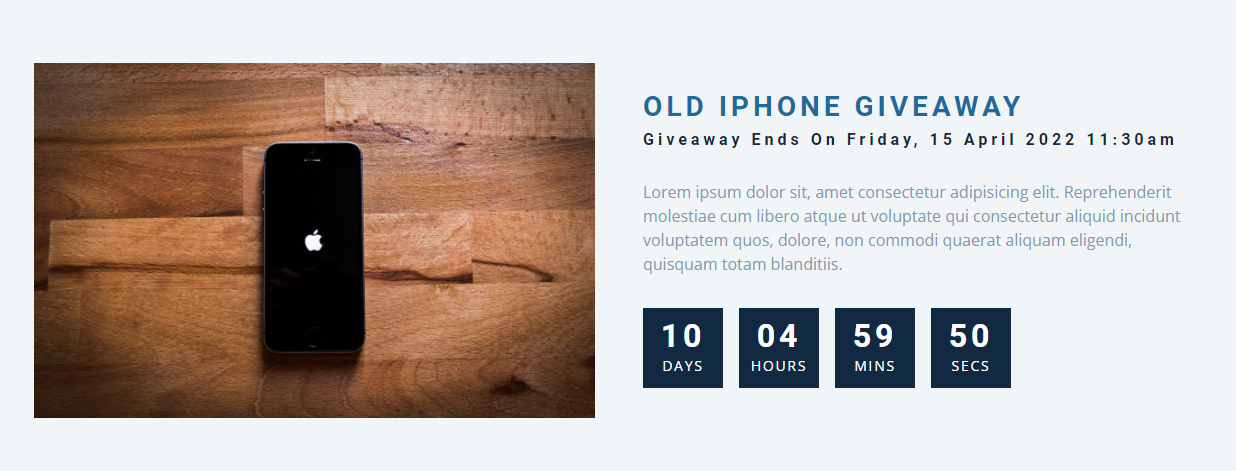 OLD IPHONE GIVEAWAY
Giveaway Ends On Friday, 15 April 2022 11:30am
Lorem ipsum dolor sit, amet consectetur adipisicing elit. Reprehenderit
molestiae cum libero atque ut voluptate qui consectetur aliquid incidunt
voluptatem quos, dolore, non commodi quaerat aliquam eligendi,
quisquam totam blanditiis.
10 04 59 50
DAYS HOURS MINS SECS